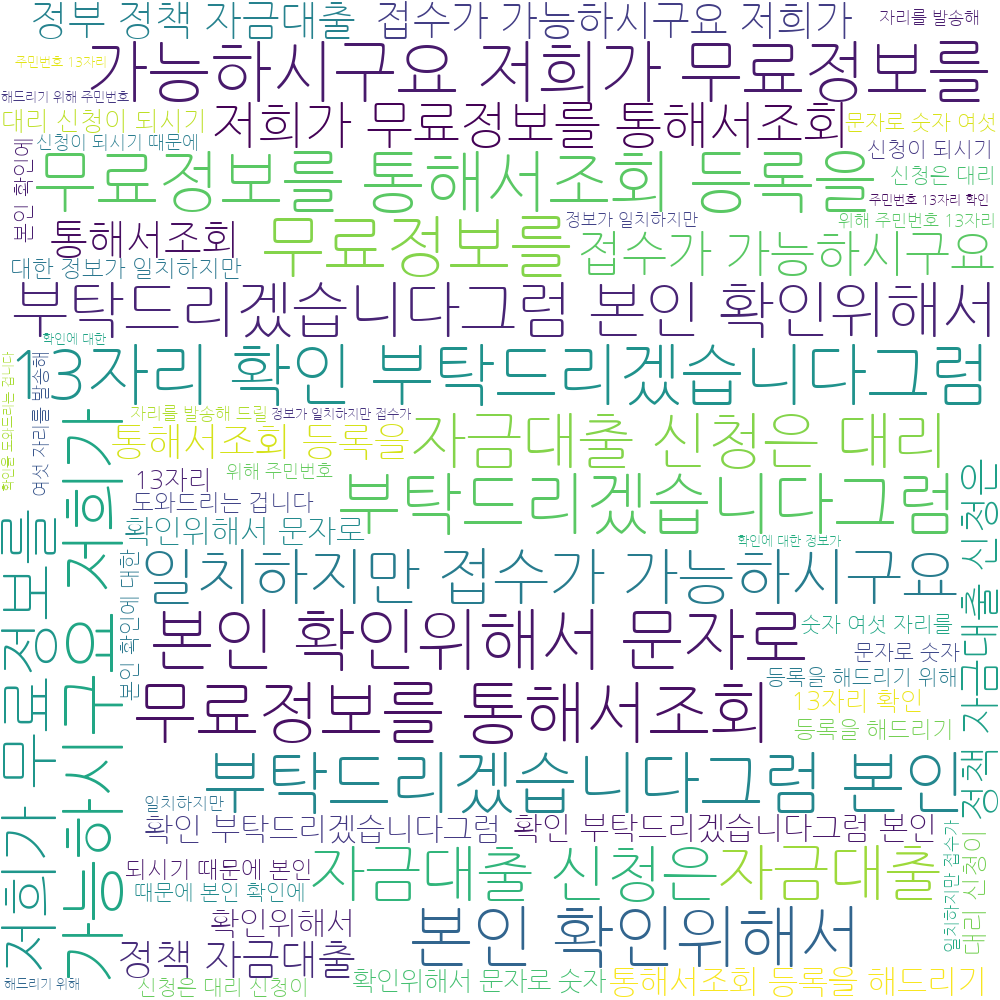 정부 정책 자금대출
접수가 가능하시구요 저희가
자리를 발송해
주민번호 13자리
가능하시구요 저희가 무료정보를
해드리기 위해 주민번호
대리 신청이 되시기
저희가 무료정보를 통해서조회
문자로 숫자 여섯
신청이 되시기 때문에
신청이 되시기
본인 확인에
무료정보를 통해서조회 등록을
신청은 대리
주민번호 13자리 확인
정보가 일치하지만
위해 주민번호 13자리
통해서조회
무료정보를
접수가 가능하시구요
대한 정보가 일치하지만
부탁드리겠습니다그럼 본인 확인위해서
확인에 대한
13자리 확인 부탁드리겠습니다그럼
확인을 도와드리는 겁니다
여섯 자리를 발송해
자리를 발송해 드릴
정보가 일치하지만 접수가
통해서조회 등록을
자금대출 신청은 대리
13자리
위해 주민번호
도와드리는 겁니다
부탁드리겠습니다그럼
확인위해서 문자로
확인에 대한 정보가
저희가 무료정보를
가능하시구요 저희가
본인 확인에 대한
일치하지만 접수가 가능하시구요
정책 자금대출 신청은
본인 확인위해서 문자로
숫자 여섯 자리를
문자로 숫자
등록을 해드리기 위해
무료정보를 통해서조회
13자리 확인
등록을 해드리기
부탁드리겠습니다그럼 본인
일치하지만
확인 부탁드리겠습니다그럼
확인 부탁드리겠습니다그럼 본인
일치하지만 접수가
대리 신청이
되시기 때문에 본인
자금대출 신청은
자금대출
때문에 본인 확인에
확인위해서
본인 확인위해서
정책 자금대출
해드리기 위해
신청은 대리 신청이
확인위해서 문자로 숫자
통해서조회 등록을 해드리기